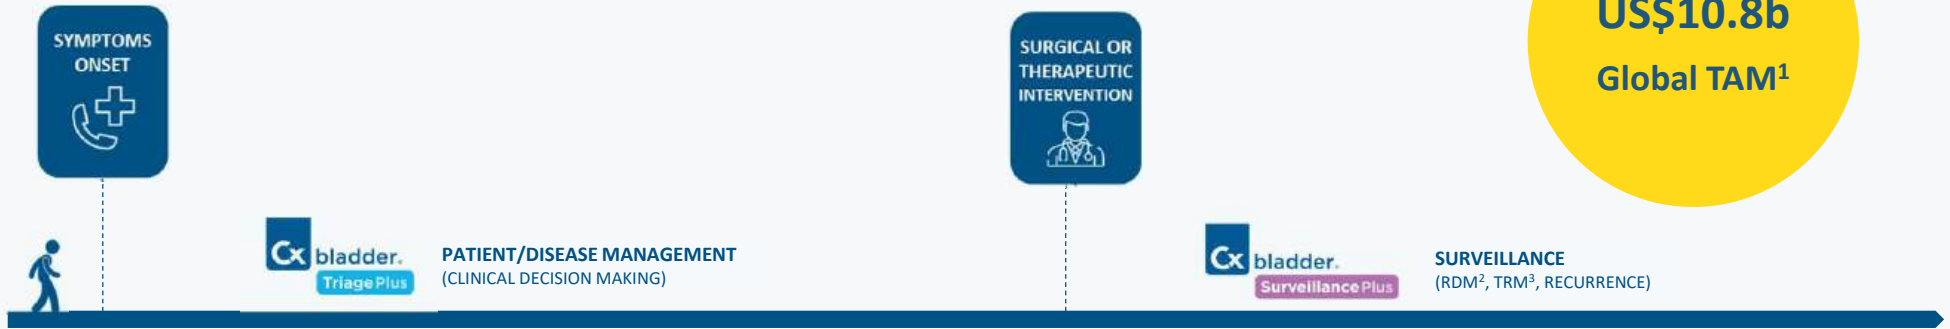 SYMPTOMS
ONSET
SURGICAL OR
THERAPEUTIC
INTERVENTION
US$10.8b
Global TAM¹
Cx bladder.
Triage Plus
PATIENT/DISEASE MANAGEMENT
(CLINICAL DECISION MAKING)
Cx bladder.
Surveillance Plus
SURVEILLANCE
(RDM², TRM³, RECURRENCE)